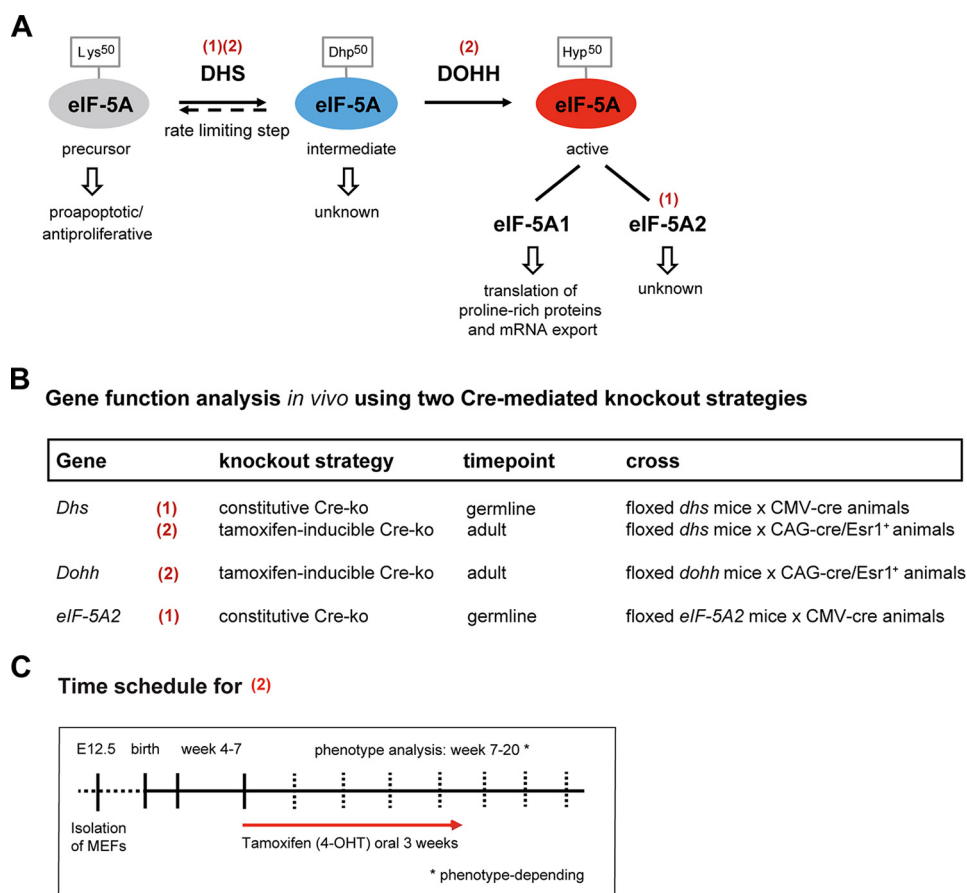 A
Lys50 Dhp50 Hyp50
(1)(2) (2)
DHS DOHH
eIF-5A eIF-5A eIF-5A
rate limiting step
precursor intermediate active
proapoptotic/
antiproliferative
unknown
(1)
eIF-5A1 eIF-5A2
translation of
proline-rich proteins
and mRNA export
unknown
B
Gene function analysis in vivo using two Cre-mediated knockout strategies
Gene knockout strategy timepoint cross
Dhs (1) constitutive Cre-ko germline floxed dhs mice x CMV-cre animals
(2) tamoxifen-inducible Cre-ko adult floxed dhs mice x CAG-cre/Esr1+ animals
Dohh (2) tamoxifen-inducible Cre-ko adult floxed dohh mice x CAG-cre/Esr1+ animals
eIF-5A2 (1) constitutive Cre-ko germline floxed eIF-5A2 mice x CMV-cre animals
C
Time schedule for (2)
E12.5 birth week 4-7 phenotype analysis: week 7-20 *
Isolation
of MEFs
Tamoxifen (4-OHT) oral 3 weeks
* phenotype-depending